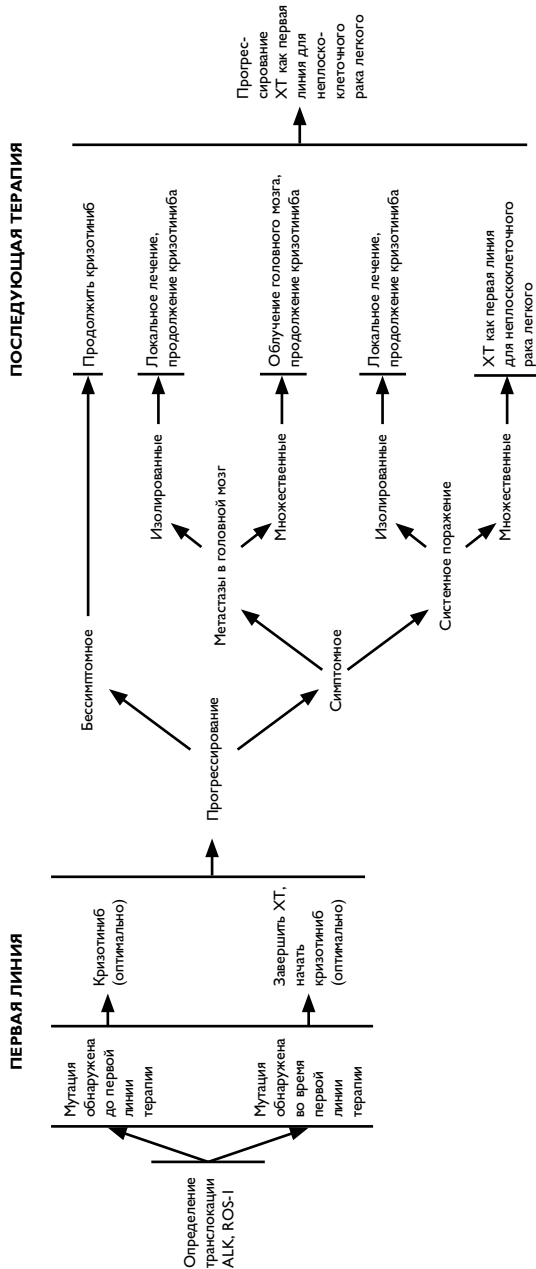 ПЕРВАЯ ЛИНИЯ
Определение
транслокации
ALK, ROS-1
Мутация
обнаружена
до первой
линии
терапии
Кризотиниб
(оптимально)
Мутация
обнаружена
во время
первой
линии
терапии
Завершить ХТ,
начать
кризотиниб
(оптимально)
ПОСЛЕДУЮЩАЯ ТЕРАПИЯ
Прогрессирование
Бессимптомное
Продолжить кризотиниб
Симптомное
Метастазы в головной мозг
Изолированные
Локальное лечение,
продолжение кризотиниба
Множественные
Облучение головного мозга,
продолжение кризотиниба
Системное поражение
Изолированные
Локальное лечение,
продолжение кризотиниба
Множественные
ХТ как первая линия
для неплоскоклеточного
рака легкого
Прогрес-
сирование
ХТ как первая
линия для
неплоско-
клеточного
рака легкого